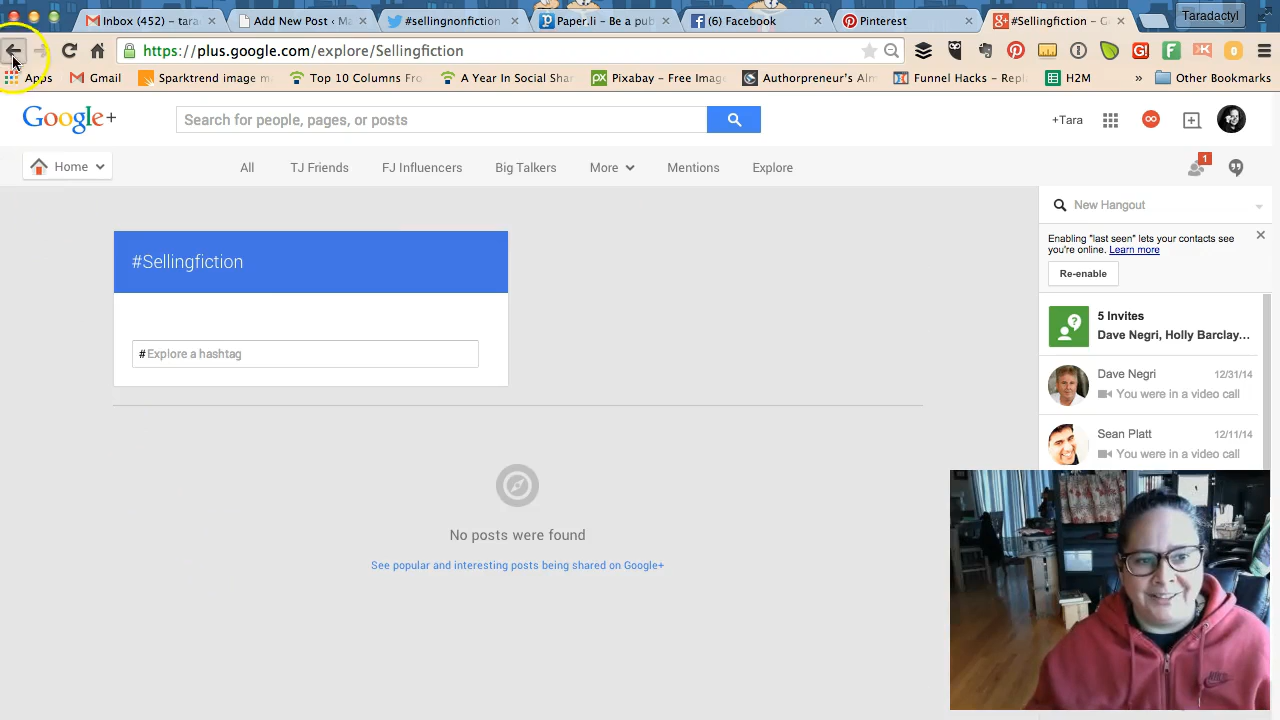 Inbox (452) – tara
Add New Post ‹ M
#sellingnonfiction
Paper.li – Be a pub
(6) Facebook
Pinterest
#Sellingfiction – G
Taradactyl
https://plus.google.com/explore/Sellingfiction
Apps
Gmail
Sparktrend image m
Top 10 Columns Fro
A Year In Social Shar
Pixabay – Free Imag
Authorpreneur's Alm
Funnel Hacks – Repl
H2M
»
Other Bookmarks
Google+
Search for people, pages, or posts
+Tara
Home
All
TJ Friends
FJ Influencers
Big Talkers
More
Mentions
Explore
1
New Hangout
#Sellingfiction
Enabling "last seen" lets your contacts see
you're online. Learn more
Re-enable
# Explore a hashtag
5 Invites
Dave Negri, Holly Barclay...
Dave Negri
12/31/14
You were in a video call
Sean Platt
12/11/14
You were in a video call
No posts were found
See popular and interesting posts being shared on Google+